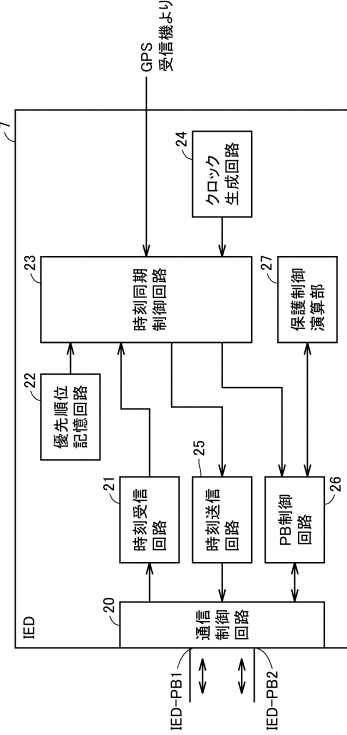 IED
7
IED-PB1
IED-PB2
20
通信
制御
回路
21
時刻受信
回路
22
優先順位
記憶回路
23
時刻同期
制御回路
24
クロック
生成回路
25
時刻送信
回路
26
PB制御
回路
27
保護制御
演算部
GPS
受信機より